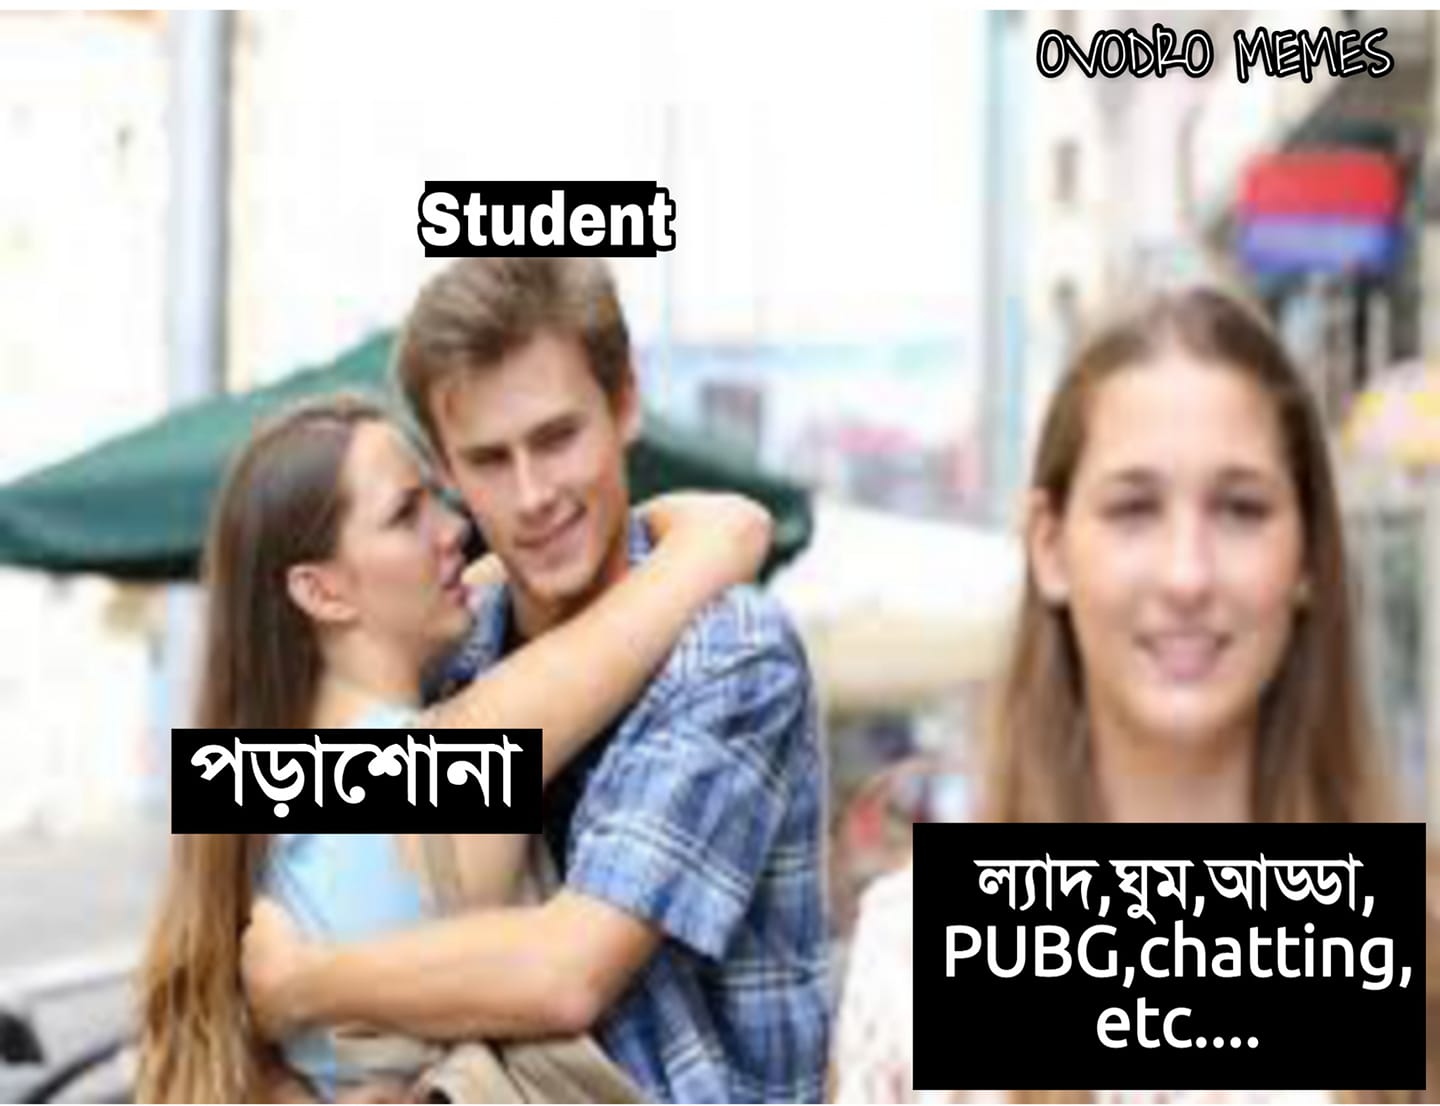 OVODRO MEMES
Student
পড়াশোনা
ল্যাদ,ঘুম,আড্ডা,
PUBG,chatting,
etc....